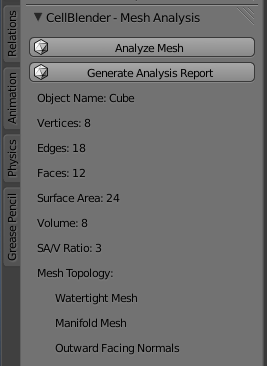 CellBlender - Mesh Analysis
Analyze Mesh
Generate Analysis Report
Object Name: Cube
Vertices: 8
Edges: 18
Faces: 12
Surface Area: 24
Volume: 8
SA/V Ratio: 3
Mesh Topology:
Watertight Mesh
Manifold Mesh
Outward Facing Normals
Relations
Animation
Physics
Grease Pencil